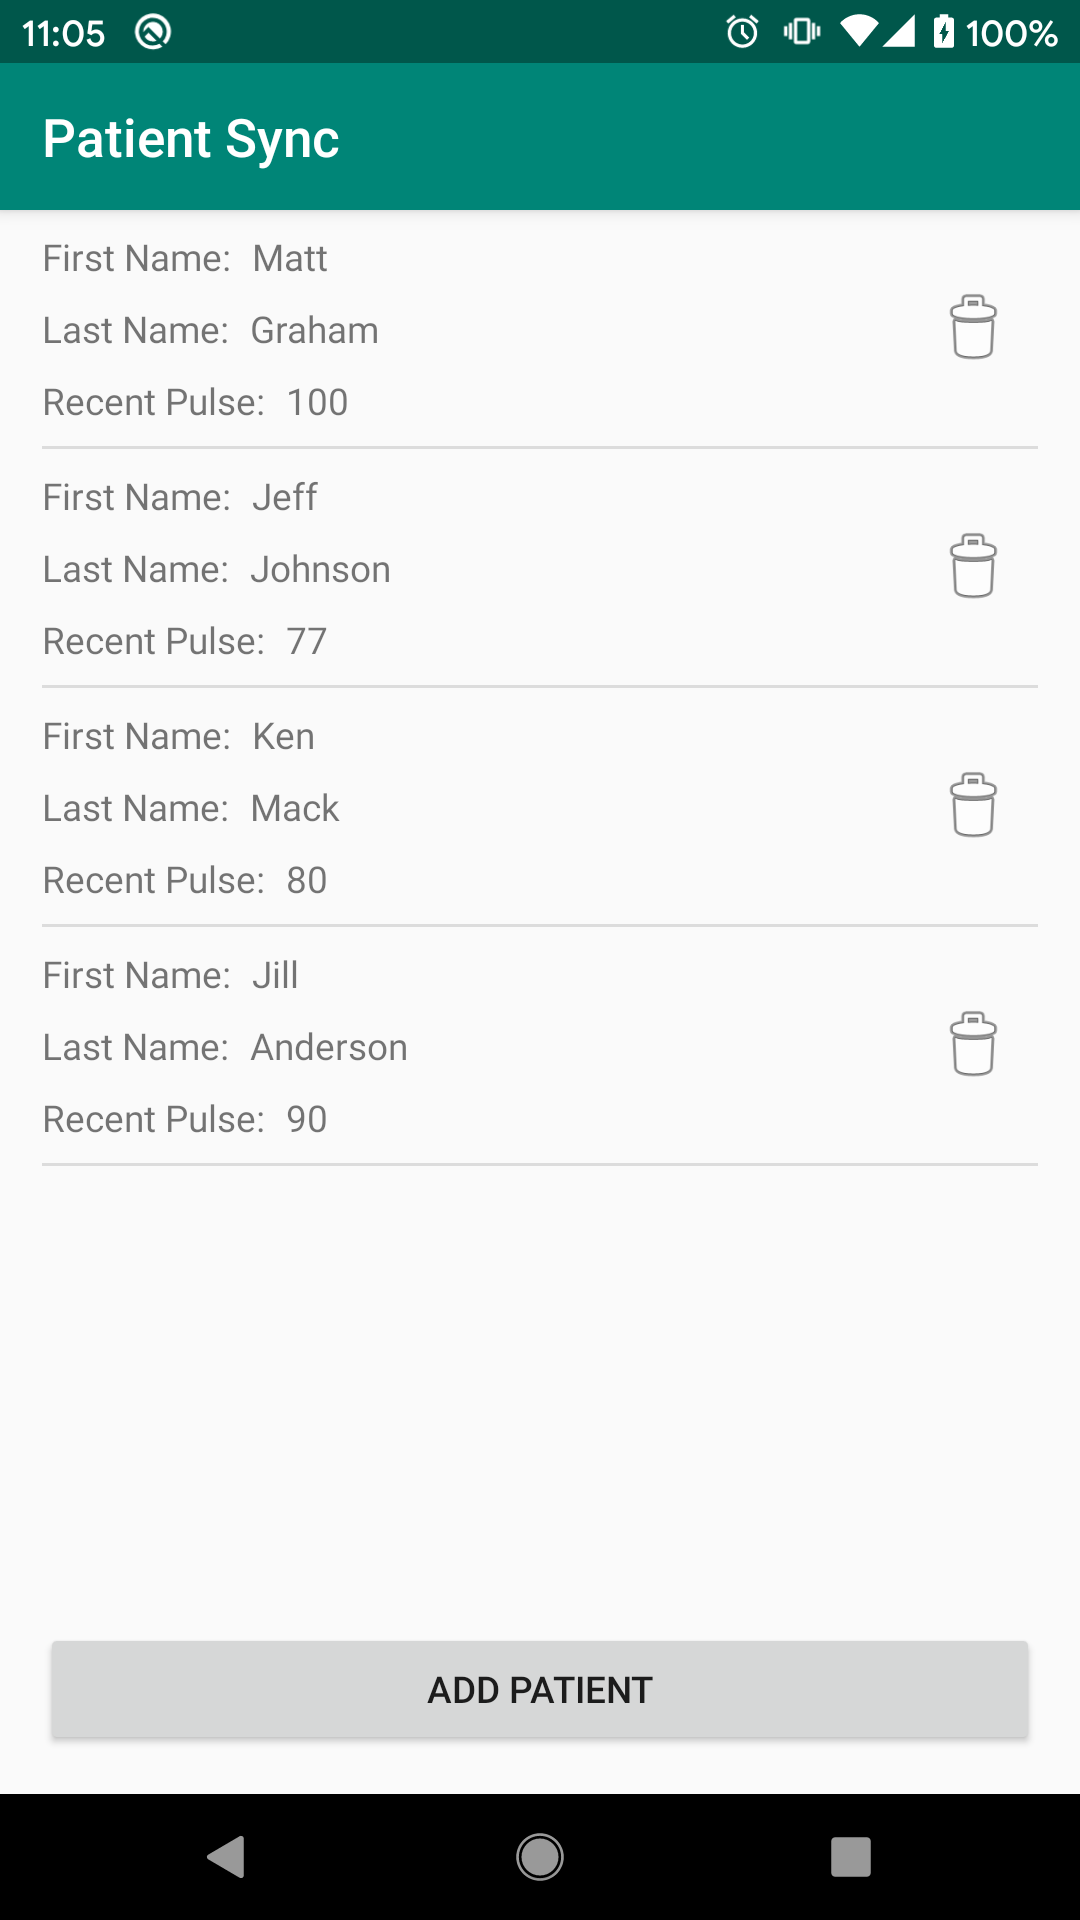 11:05 100%
Patient Sync
First Name: Matt
Last Name: Graham
Recent Pulse: 100
First Name: Jeff
Last Name: Johnson
Recent Pulse: 77
First Name: Ken
Last Name: Mack
Recent Pulse: 80
First Name: Jill
Last Name: Anderson
Recent Pulse: 90
ADD PATIENT